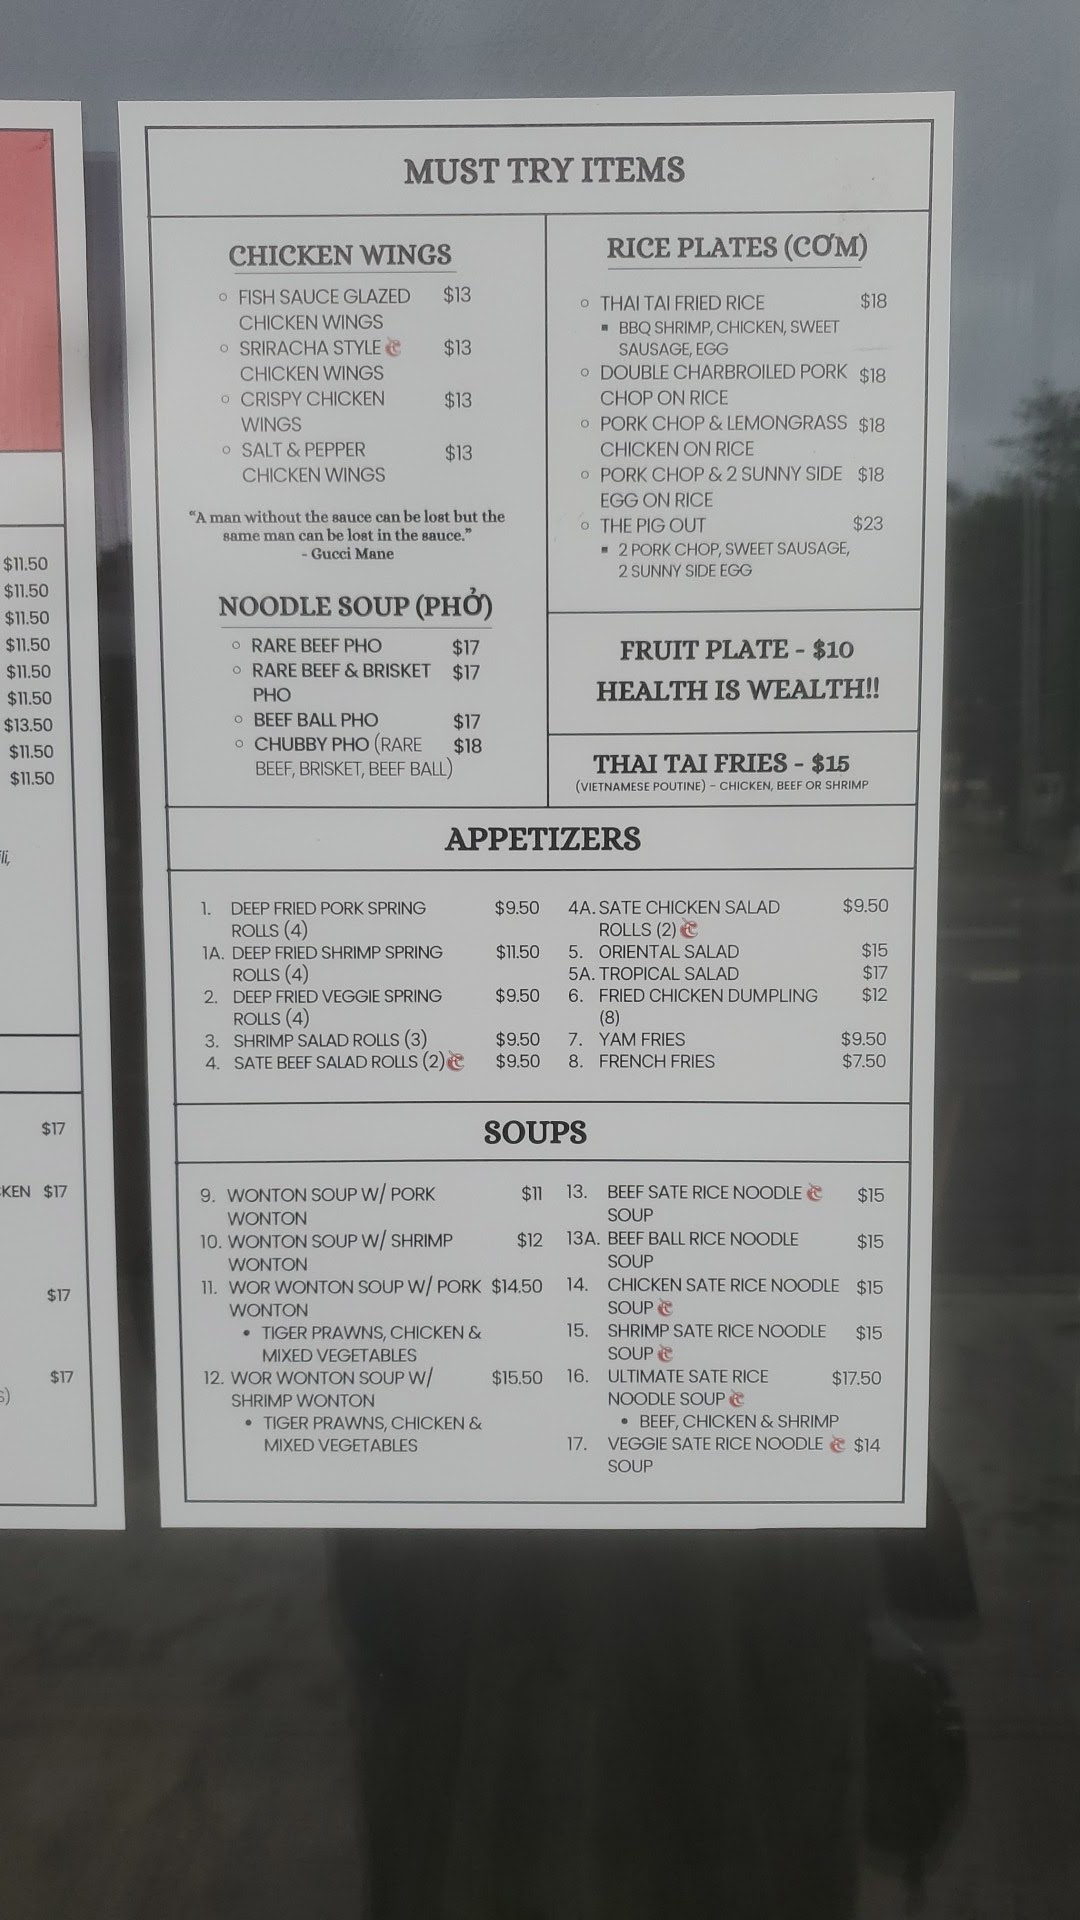 $11.50
$11.50
$11.50
$11.50
$11.50
$11.50
$13.50
$11.50
$11.50
$17
$17
$17
$17
MUST TRY ITEMS
CHICKEN WINGS
○ FISH SAUCE GLAZED $13
CHICKEN WINGS
○ SRIRACHA STYLE $13
CHICKEN WINGS
○ CRISPY CHICKEN $13
WINGS
○ SALT & PEPPER $13
CHICKEN WINGS
"A man without the sauce can be lost but the
same man can be lost in the sauce."
- Gucci Mane
NOODLE SOUP (PHỞ)
○ RARE BEEF PHO $17
○ RARE BEEF & BRISKET $17
PHO
○ BEEF BALL PHO $17
○ CHUBBY PHO (RARE $18
BEEF, BRISKET, BEEF BALL)
RICE PLATES (CƠM)
○ THAI TAI FRIED RICE $18
▪ BBQ SHRIMP, CHICKEN, SWEET
SAUSAGE, EGG
○ DOUBLE CHARBROILED PORK $18
CHOP ON RICE
○ PORK CHOP & LEMONGRASS $18
CHICKEN ON RICE
○ PORK CHOP & 2 SUNNY SIDE $18
EGG ON RICE
○ THE PIG OUT $23
▪ 2 PORK CHOP, SWEET SAUSAGE,
2 SUNNY SIDE EGG
FRUIT PLATE - $10
HEALTH IS WEALTH!!
THAI TAI FRIES - $15
(VIETNAMESE POUTINE) - CHICKEN, BEEF OR SHRIMP
APPETIZERS
1. DEEP FRIED PORK SPRING $9.50
ROLLS (4)
1A. DEEP FRIED SHRIMP SPRING $11.50
ROLLS (4)
2. DEEP FRIED VEGGIE SPRING $9.50
ROLLS (4)
3. SHRIMP SALAD ROLLS (3) $9.50
4. SATE BEEF SALAD ROLLS (2) $9.50
4A. SATE CHICKEN SALAD $9.50
ROLLS (2)
5. ORIENTAL SALAD $15
5A. TROPICAL SALAD $17
6. FRIED CHICKEN DUMPLING $12
(8)
7. YAM FRIES $9.50
8. FRENCH FRIES $7.50
SOUPS
9. WONTON SOUP W/ PORK $11
WONTON
10. WONTON SOUP W/ SHRIMP $12
WONTON
11. WOR WONTON SOUP W/ PORK $14.50
WONTON
• TIGER PRAWNS, CHICKEN &
MIXED VEGETABLES
12. WOR WONTON SOUP W/ $15.50
SHRIMP WONTON
• TIGER PRAWNS, CHICKEN &
MIXED VEGETABLES
13. BEEF SATE RICE NOODLE $15
SOUP
13A. BEEF BALL RICE NOODLE $15
SOUP
14. CHICKEN SATE RICE NOODLE $15
SOUP
15. SHRIMP SATE RICE NOODLE $15
SOUP
16. ULTIMATE SATE RICE $17.50
NOODLE SOUP
• BEEF, CHICKEN & SHRIMP
17. VEGGIE SATE RICE NOODLE $14
SOUP